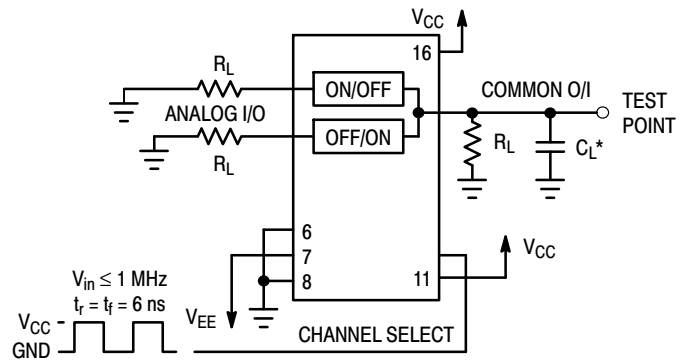 V_CC
16
R_L
ON/OFF
COMMON O/I
TEST
POINT
ANALOG I/O
OFF/ON
R_L
R_L
C_L*
6
7
8
11
V_CC
V_in ≤ 1 MHz
t_r = t_f = 6 ns
V_EE
V_CC
GND
CHANNEL SELECT